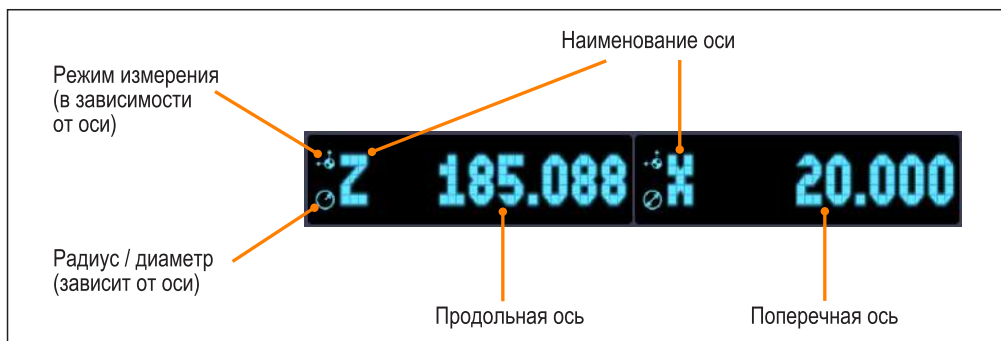 Наименование оси
Режим измерения
(в зависимости
от оси)
Z 185.088 X 20.000
Радиус / диаметр
(зависит от оси)
Продольная ось
Поперечная ось